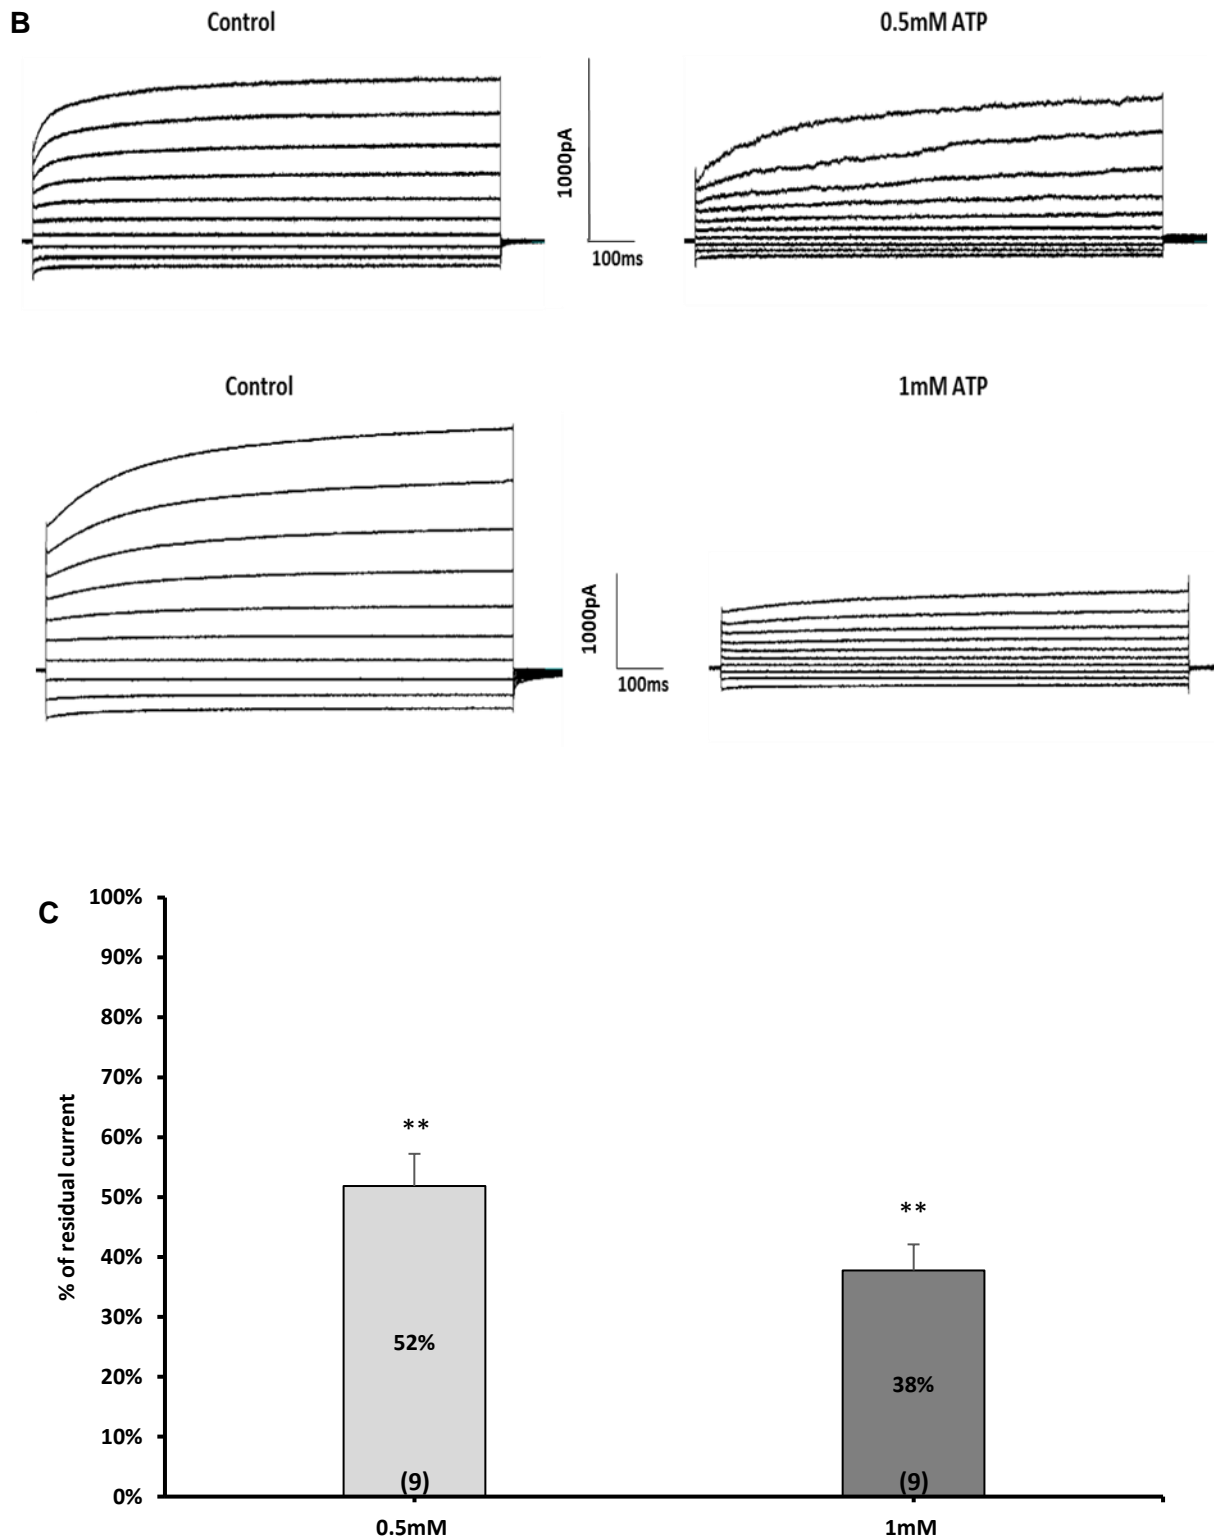 B
Control
0.5mM ATP
1000pA
100ms
Control
1mM ATP
1000pA
100ms
C
% of residual current
100%
90%
80%
70%
60%
50%
40%
30%
20%
10%
0%
**
52%
(9)
**
38%
(9)
0.5mM
1mM